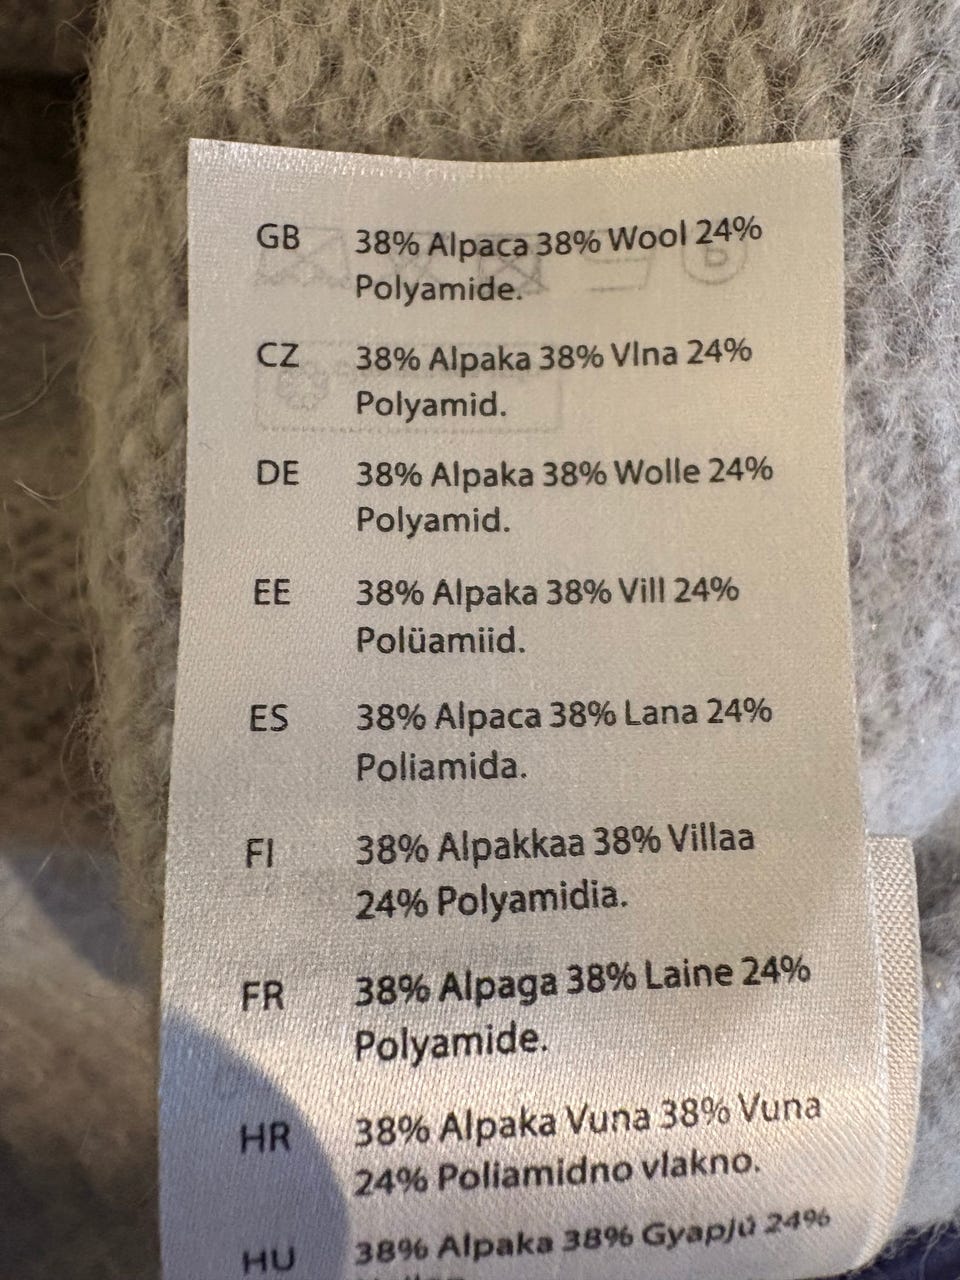 GB 38% Alpaca 38% Wool 24%
Polyamide.
CZ 38% Alpaka 38% Vlna 24%
Polyamid.
DE 38% Alpaka 38% Wolle 24%
Polyamid.
EE 38% Alpaka 38% Vill 24%
Polüamiid.
ES 38% Alpaca 38% Lana 24%
Poliamida.
FI 38% Alpakkaa 38% Villaa
24% Polyamidia.
FR 38% Alpaga 38% Laine 24%
Polyamide.
HR 38% Alpaka Vuna 38% Vuna
24% Poliamidno vlakno.
HU 38% Alpaka 38% Gyapjú 24%